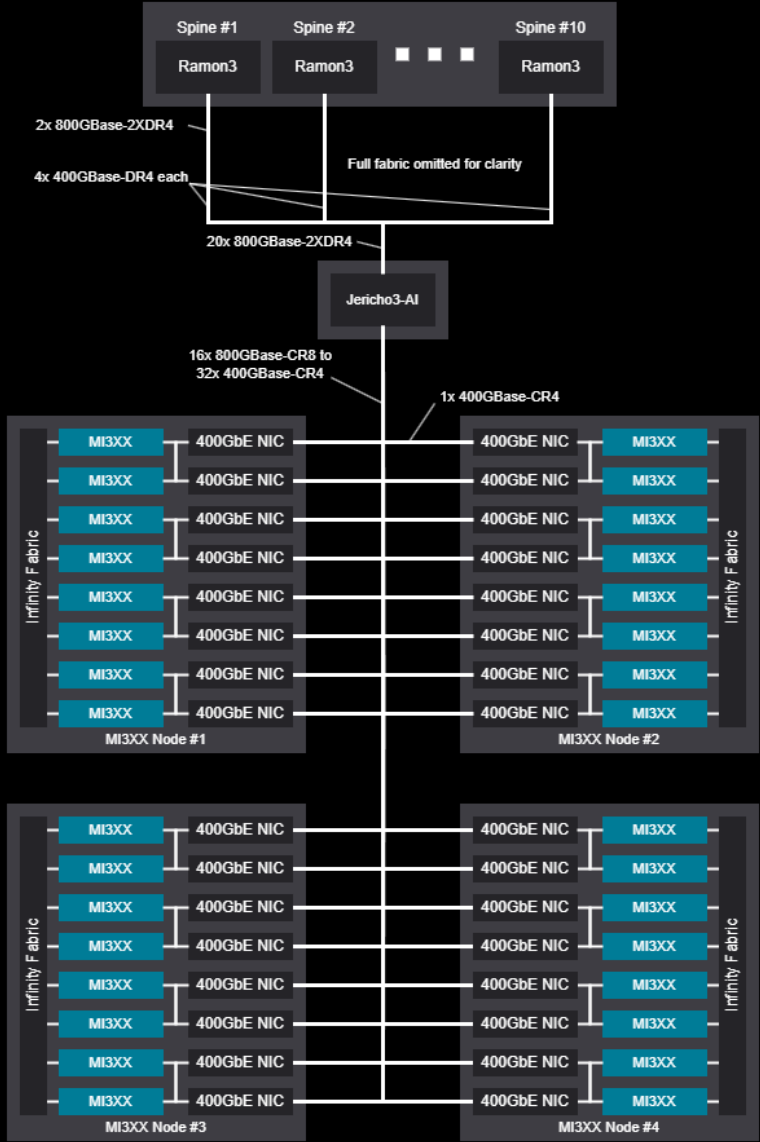 Spine #1 Spine #2 Spine #10
Ramon3 Ramon3 Ramon3
2x 800GBase-2XDR4
Full fabric omitted for clarity
4x 400GBase-DR4 each
20x 800GBase-2XDR4
Jericho3-AI
16x 800GBase-CR8 to
32x 400GBase-CR4
1x 400GBase-CR4
Infinity Fabric
MI3XX 400GbE NIC
MI3XX 400GbE NIC
MI3XX 400GbE NIC
MI3XX 400GbE NIC
MI3XX 400GbE NIC
MI3XX 400GbE NIC
MI3XX 400GbE NIC
MI3XX 400GbE NIC
MI3XX Node #1
400GbE NIC MI3XX
400GbE NIC MI3XX
400GbE NIC MI3XX
400GbE NIC MI3XX
400GbE NIC MI3XX
400GbE NIC MI3XX
400GbE NIC MI3XX
400GbE NIC MI3XX
Infinity Fabric
MI3XX Node #2
Infinity Fabric
MI3XX 400GbE NIC
MI3XX 400GbE NIC
MI3XX 400GbE NIC
MI3XX 400GbE NIC
MI3XX 400GbE NIC
MI3XX 400GbE NIC
MI3XX 400GbE NIC
MI3XX 400GbE NIC
MI3XX Node #3
400GbE NIC MI3XX
400GbE NIC MI3XX
400GbE NIC MI3XX
400GbE NIC MI3XX
400GbE NIC MI3XX
400GbE NIC MI3XX
400GbE NIC MI3XX
400GbE NIC MI3XX
Infinity Fabric
MI3XX Node #4